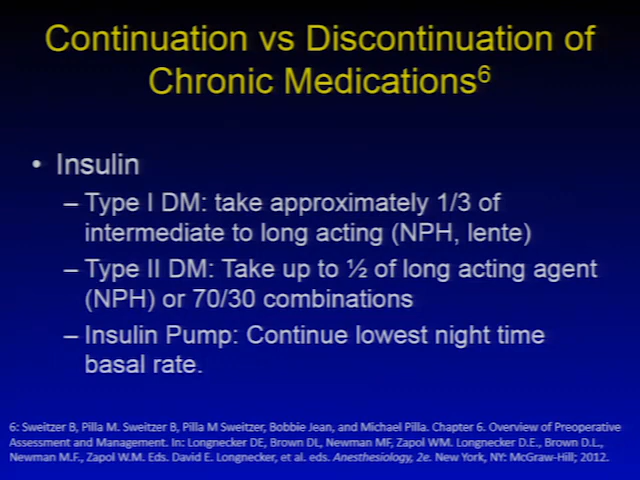 Continuation vs Discontinuation of
Chronic Medications6
• Insulin
– Type I DM: take approximately 1/3 of
intermediate to long acting (NPH, lente)
– Type II DM: Take up to ½ of long acting agent
(NPH) or 70/30 combinations
– Insulin Pump: Continue lowest night time
basal rate.
6: Sweitzer B, Pilla M. Sweitzer B, Pilla M Sweitzer, Bobbie Jean, and Michael Pilla. Chapter 6. Overview of Preoperative
Assessment and Management. In: Longnecker DE, Brown DL, Newman MF, Zapol WM. Longnecker D.E., Brown D.L.,
Newman M.F., Zapol W.M. Eds. David E. Longnecker, et al. eds. Anesthesiology, 2e. New York, NY: McGraw-Hill; 2012.